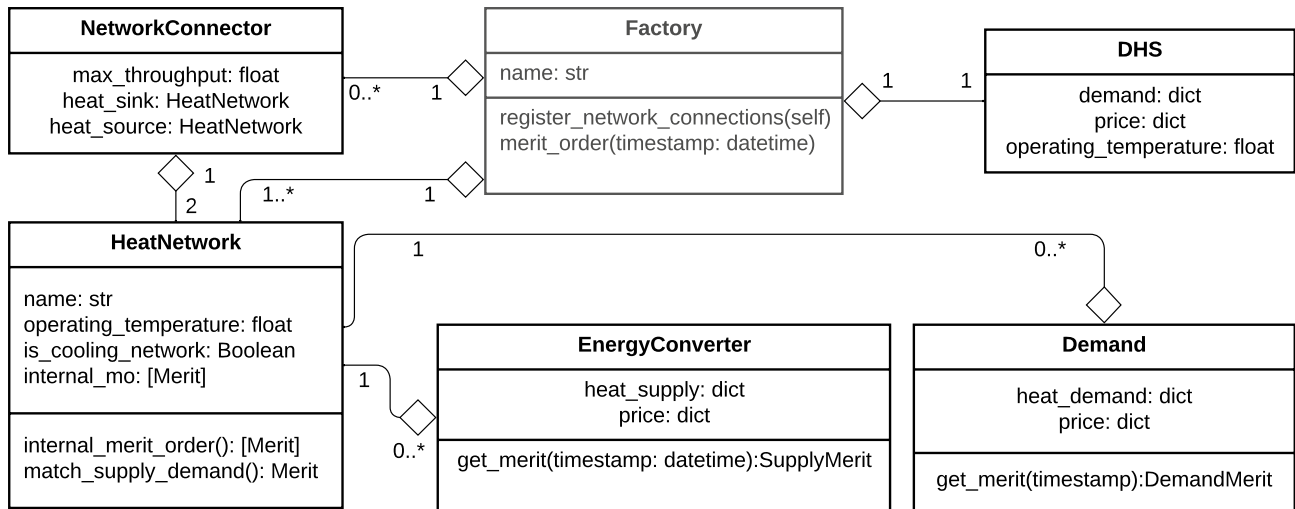 NetworkConnector
max_throughput: float
heat_sink: HeatNetwork
heat_source: HeatNetwork
Factory
name: str
register_network_connections(self)
merit_order(timestamp: datetime)
DHS
demand: dict
price: dict
operating_temperature: float
0..*
1
1
1
1
2
1..*
1
HeatNetwork
name: str
operating_temperature: float
is_cooling_network: Boolean
internal_mo: [Merit]
internal_merit_order(): [Merit]
match_supply_demand(): Merit
1
0..*
1
0..*
EnergyConverter
heat_supply: dict
price: dict
get_merit(timestamp: datetime):SupplyMerit
Demand
heat_demand: dict
price: dict
get_merit(timestamp):DemandMerit